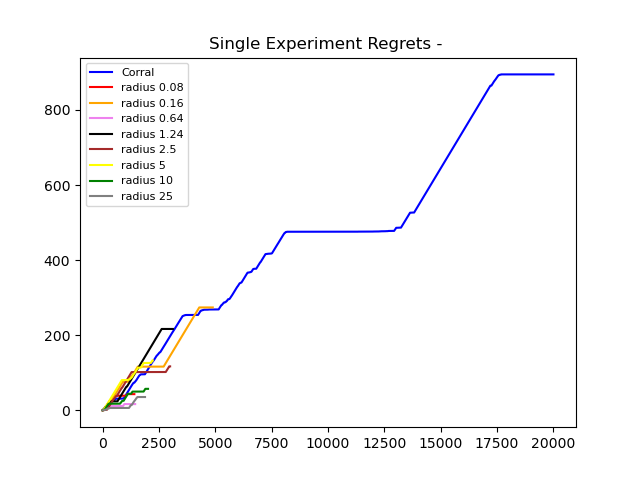 Single Experiment Regrets -
Corral
radius 0.08
radius 0.16
radius 0.64
radius 1.24
radius 2.5
radius 5
radius 10
radius 25
800
600
400
200
0
0 2500 5000 7500 10000 12500 15000 17500 20000